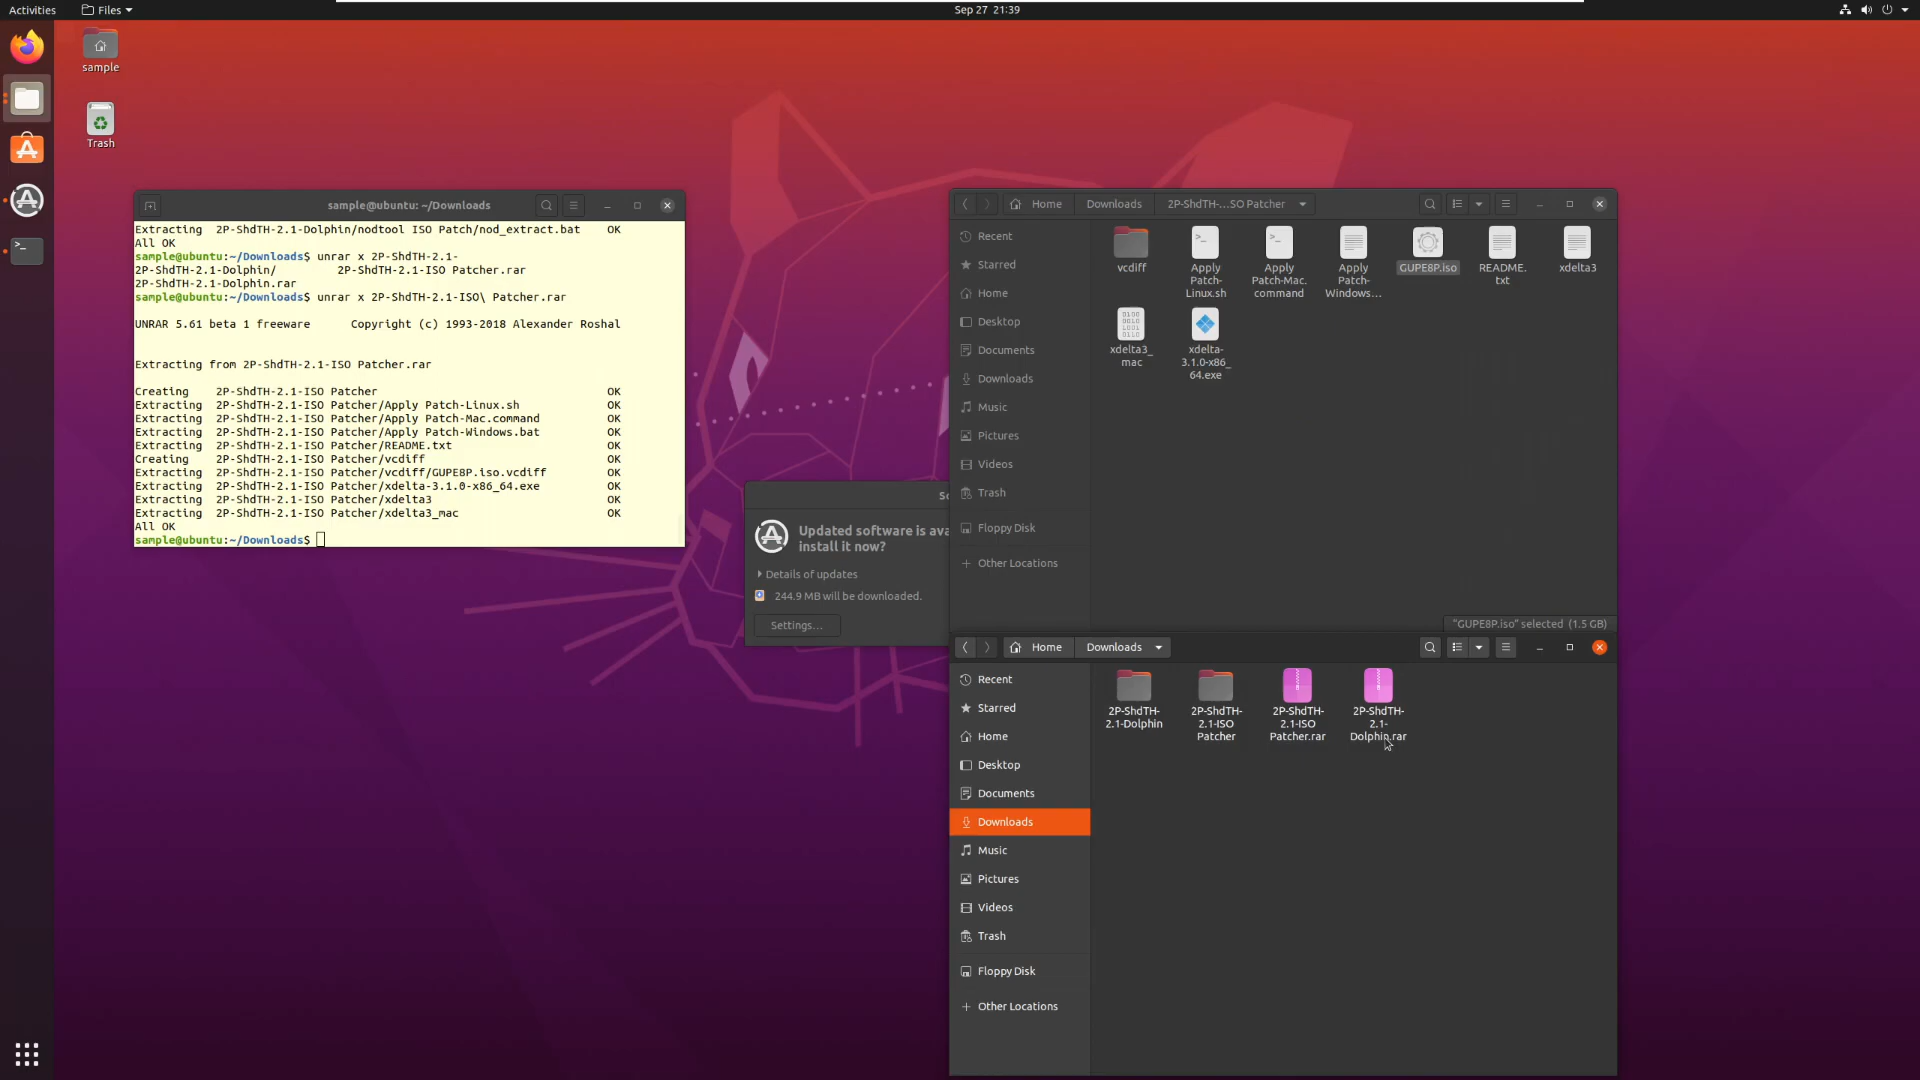 Activities
Files
Sep 27 21:39
sample
Trash
sample@ubuntu: ~/Downloads
Extracting 2P-ShdTH-2.1-Dolphin/nodtool ISO Patch/nod_extract.bat OK
All OK
sample@ubuntu:~/Downloads$ unrar x 2P-ShdTH-2.1-
2P-ShdTH-2.1-Dolphin/ 2P-ShdTH-2.1-ISO Patcher.rar
2P-ShdTH-2.1-Dolphin.rar
sample@ubuntu:~/Downloads$ unrar x 2P-ShdTH-2.1-ISO\ Patcher.rar
UNRAR 5.61 beta 1 freeware Copyright (c) 1993-2018 Alexander Roshal
Extracting from 2P-ShdTH-2.1-ISO Patcher.rar
Creating 2P-ShdTH-2.1-ISO Patcher OK
Extracting 2P-ShdTH-2.1-ISO Patcher/Apply Patch-Linux.sh OK
Extracting 2P-ShdTH-2.1-ISO Patcher/Apply Patch-Mac.command OK
Extracting 2P-ShdTH-2.1-ISO Patcher/Apply Patch-Windows.bat OK
Extracting 2P-ShdTH-2.1-ISO Patcher/README.txt OK
Creating 2P-ShdTH-2.1-ISO Patcher/vcdiff OK
Extracting 2P-ShdTH-2.1-ISO Patcher/vcdiff/GUPE8P.iso.vcdiff OK
Extracting 2P-ShdTH-2.1-ISO Patcher/xdelta-3.1.0-x86_64.exe OK
Extracting 2P-ShdTH-2.1-ISO Patcher/xdelta3 OK
Extracting 2P-ShdTH-2.1-ISO Patcher/xdelta3_mac OK
All OK
sample@ubuntu:~/Downloads$
So
Updated software is ava
install it now?
Details of updates
244.9 MB will be downloaded.
Settings…
Home
Downloads
2P-ShdTH-…SO Patcher
Recent
Starred
Home
Desktop
Documents
Downloads
Music
Pictures
Videos
Trash
Floppy Disk
Other Locations
vcdiff
Apply
Patch-
Linux.sh
Apply
Patch-Mac.
command
Apply
Patch-
Windows…
GUPE8P.iso
README.
txt
xdelta3
xdelta3_
mac
xdelta-
3.1.0-x86_
64.exe
"GUPE8P.iso" selected (1.5 GB)
Home
Downloads
Recent
Starred
Home
Desktop
Documents
Downloads
Music
Pictures
Videos
Trash
Floppy Disk
Other Locations
2P-ShdTH-
2.1-Dolphin
2P-ShdTH-
2.1-ISO
Patcher
2P-ShdTH-
2.1-ISO
Patcher.rar
2P-ShdTH-
2.1-
Dolphin.rar